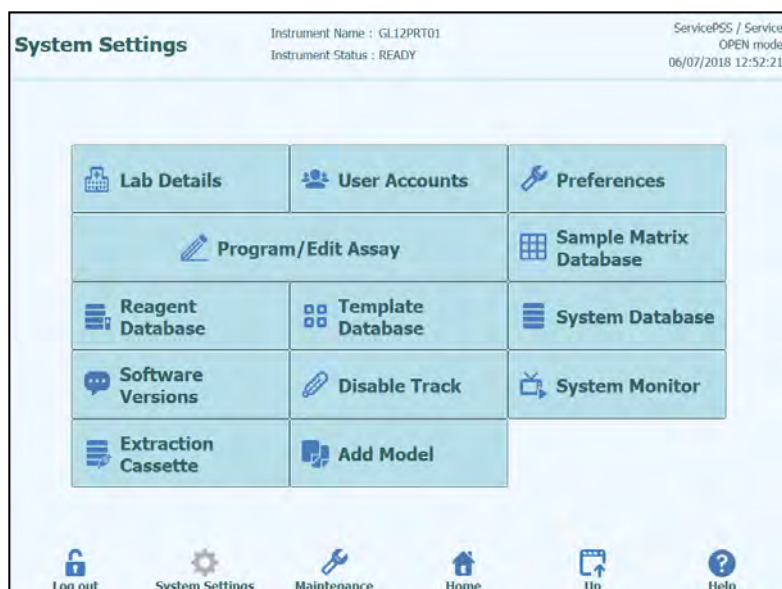 System Settings
Instrument Name : GL12PRT01
Instrument Status : READY
ServicePSS / Service
OPEN mode
06/07/2018 12:52:21
Lab Details
User Accounts
Preferences
Program/Edit Assay
Sample Matrix
Database
Reagent
Database
Template
Database
System Database
Software
Versions
Disable Track
System Monitor
Extraction
Cassette
Add Model
Log out
System Settings
Maintenance
Home
Up
Help